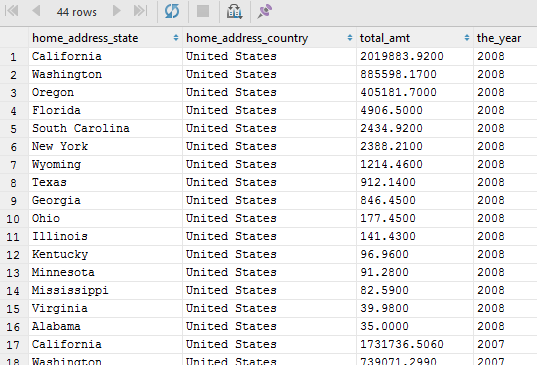 44 rows
home_address_state home_address_country total_amt the_year
1 California United States 2019883.9200 2008
2 Washington United States 885598.1700 2008
3 Oregon United States 405181.7000 2008
4 Florida United States 4906.5000 2008
5 South Carolina United States 2434.9200 2008
6 New York United States 2388.2100 2008
7 Wyoming United States 1214.4600 2008
8 Texas United States 912.1400 2008
9 Georgia United States 846.4500 2008
10 Ohio United States 177.4500 2008
11 Illinois United States 141.4300 2008
12 Kentucky United States 96.9600 2008
13 Minnesota United States 91.2800 2008
14 Mississippi United States 82.5900 2008
15 Virginia United States 39.9800 2008
16 Alabama United States 35.0000 2008
17 California United States 1731736.5060 2007
18 Washington United States 739071.2990 2007